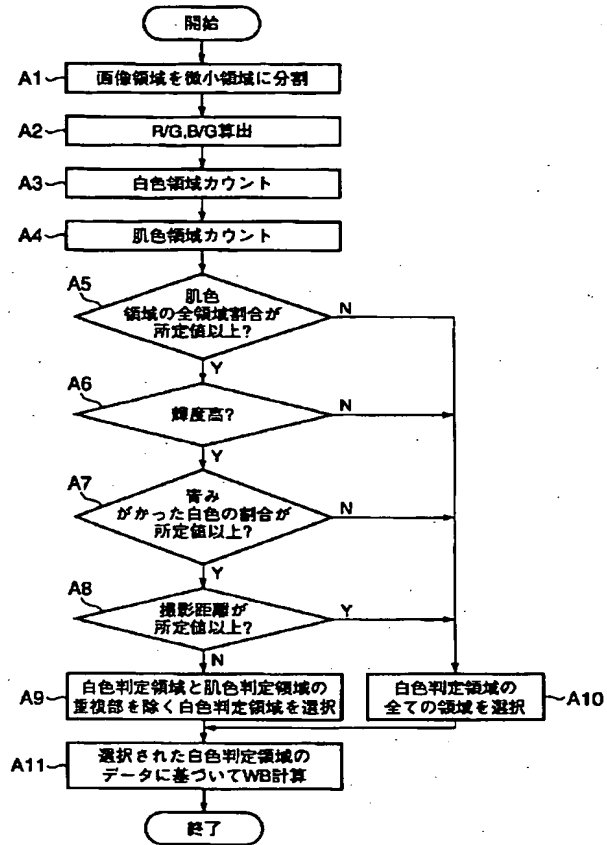 開始
A1
画像領域を微小領域に分割
A2
R/G,B/G算出
A3
白色領域カウント
A4
肌色領域カウント
A5
肌色
領域の全領域割合が
所定値以上?
N
Y
A6
輝度高?
N
Y
A7
青み
がかった白色の割合が
所定値以上?
N
Y
A8
撮影距離が
所定値以上?
Y
N
A9
白色判定領域と肌色判定領域の
重複部を除く白色判定領域を選択
白色判定領域の
全ての領域を選択
A10
A11
選択された白色判定領域の
データに基づいてWB計算
終了